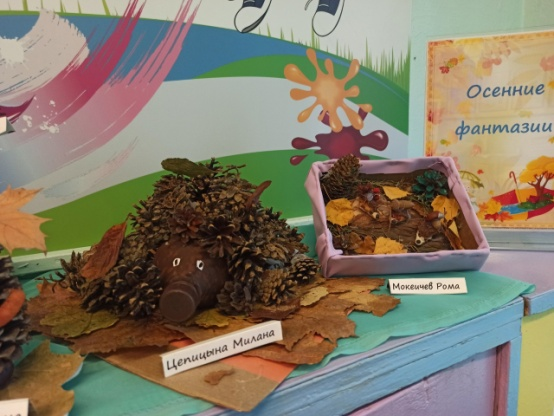 Осенние
фантазии
Мокеичев Рома
Цепицына Милана